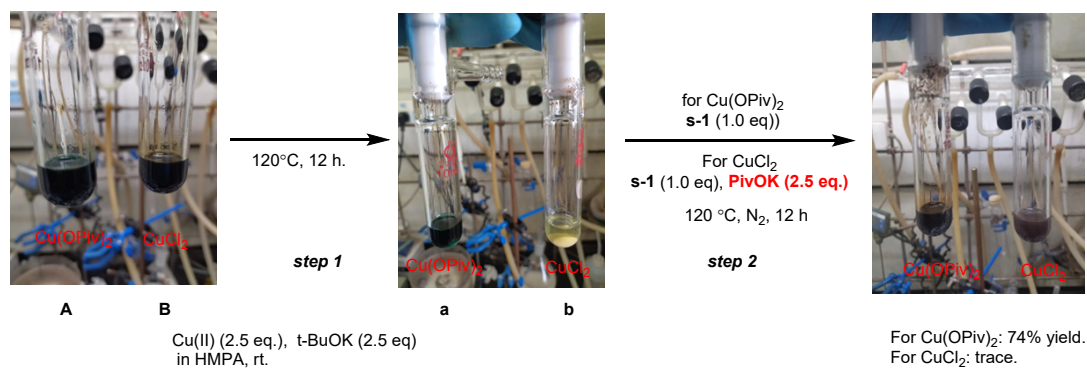 Cu(OPiv)2
CuCl2
A
B
120°C, 12 h.
step 1
Cu(II) (2.5 eq.), t-BuOK (2.5 eq)
in HMPA, rt.
Cu(OPiv)2
CuCl2
a
b
for Cu(OPiv)2
s-1 (1.0 eq))
For CuCl2
s-1 (1.0 eq), PivOK (2.5 eq.)
120 °C, N2, 12 h
step 2
Cu(OPiv)2
CuCl2
For Cu(OPiv)2: 74% yield.
For CuCl2: trace.